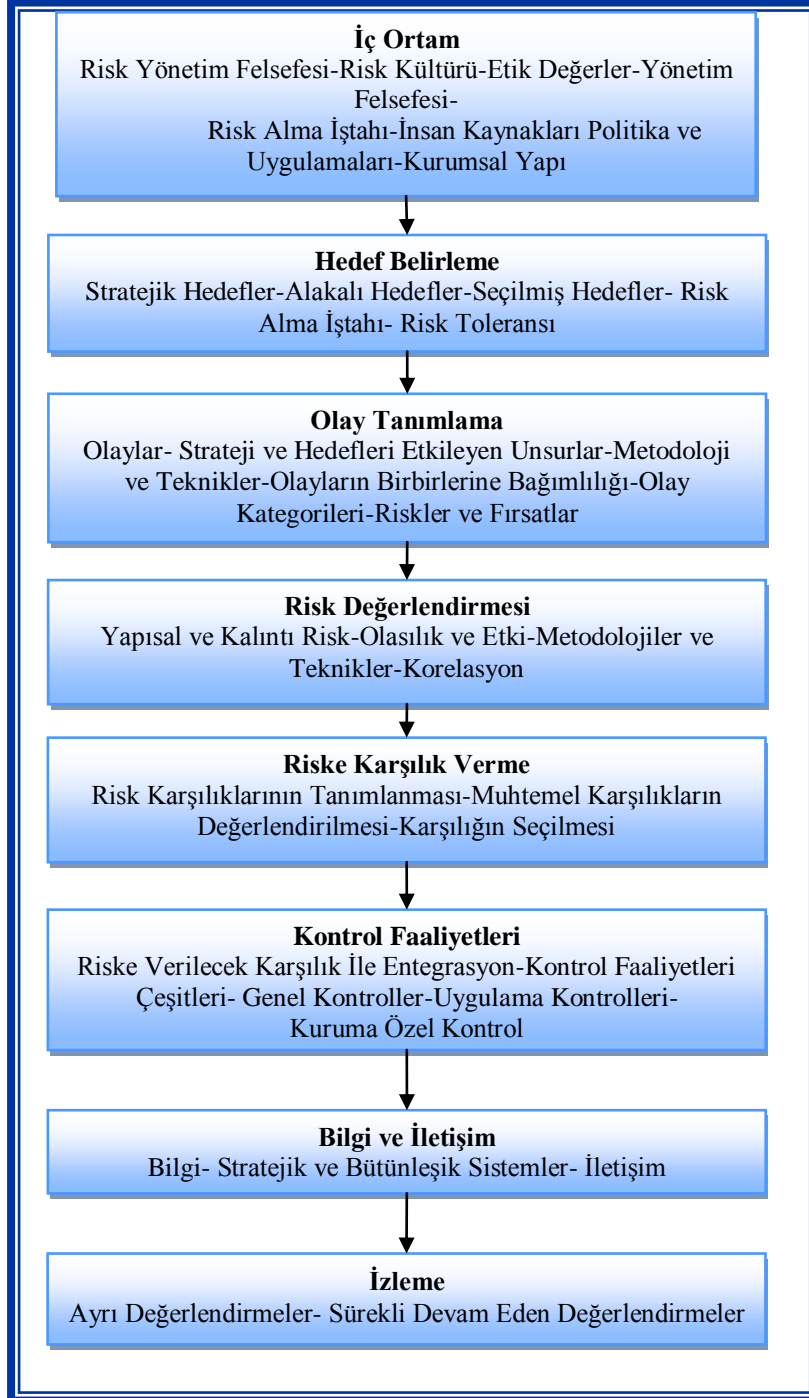 İç Ortam
Risk Yönetim Felsefesi-Risk Kültürü-Etik Değerler-Yönetim
Felsefesi-
Risk Alma İştahı-İnsan Kaynakları Politika ve
Uygulamaları-Kurumsal Yapı
Hedef Belirleme
Stratejik Hedefler-Alakalı Hedefler-Seçilmiş Hedefler- Risk
Alma İştahı- Risk Toleransı
Olay Tanımlama
Olaylar- Strateji ve Hedefleri Etkileyen Unsurlar-Metodoloji
ve Teknikler-Olayların Birbirlerine Bağımlılığı-Olay
Kategorileri-Riskler ve Fırsatlar
Risk Değerlendirmesi
Yapısal ve Kalıntı Risk-Olasılık ve Etki-Metodolojiler ve
Teknikler-Korelasyon
Riske Karşılık Verme
Risk Karşılıklarının Tanımlanması-Muhtemel Karşılıkların
Değerlendirilmesi-Karşılığın Seçilmesi
Kontrol Faaliyetleri
Riske Verilecek Karşılık İle Entegrasyon-Kontrol Faaliyetleri
Çeşitleri- Genel Kontroller-Uygulama Kontrolleri-
Kuruma Özel Kontrol
Bilgi ve İletişim
Bilgi- Stratejik ve Bütünleşik Sistemler- İletişim
İzleme
Ayrı Değerlendirmeler- Sürekli Devam Eden Değerlendirmeler